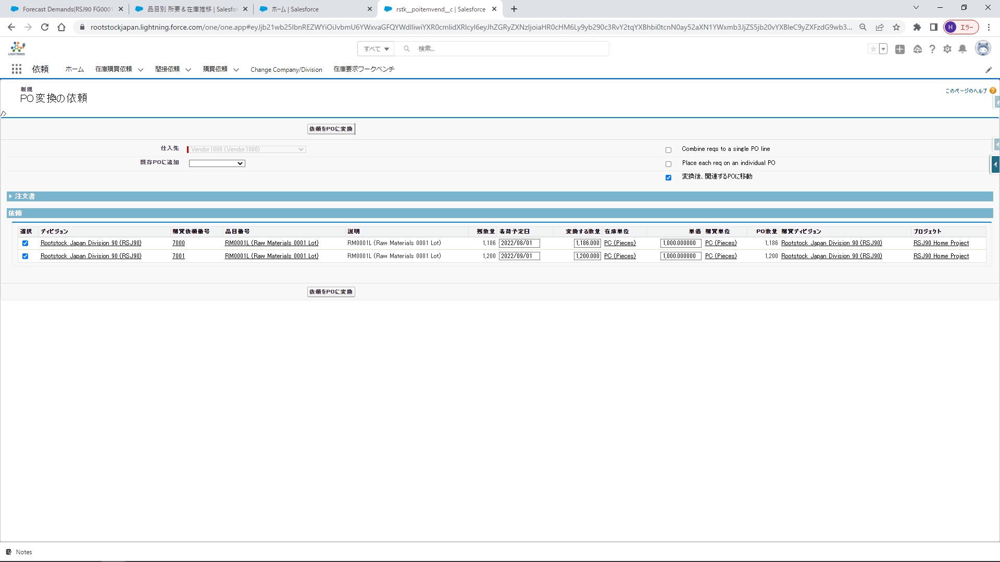 Forecast Demands(RSJ90 FG0001
品目別 所要＆在庫推移 | Salesfor
ホーム | Salesforce
rstk__poitemvend__c | Salesforce
rootstockjapan.lightning.force.com/one/one.app#eyJjb21wb25lbnREZWYiOiJvbmU6YWxvaGFQYWdlIiwiYXR0cmlidXRlcyI6eyJhZGRyZXNzIjoiaHR0cHM6Ly9yb290c3RvY2tqYXBhbi0tcnN0ay52aXN1YWxmb3JjZS5jb20vYXBleC9yZXFzdG9wb3...
H エラー
LIGHTNING
すべて
検索...
依頼
ホーム
在庫購買依頼
間接依頼
購買依頼
Change Company/Division
在庫要求ワークベンチ
新規
PO変換の依頼
このページのヘルプ
/>
依頼をPOに変換
仕入先 Vendor1000 (Vendor1000)
Combine reqs to a single PO line
既存POに追加
Place each req on an individual PO
変換後、関連するPOに移動
注文書
依頼
選択 ディビジョン 購買依頼番号 品目番号 説明 残数量 着荷予定日 変換する数量 在庫単位 単価 購買単位 PO数量 購買ディビジョン プロジェクト
Rootstock Japan Division 90 (RSJ90) 7000 RM0001L (Raw Materials 0001 Lot) RM0001L (Raw Materials 0001 Lot) 1,186 2022/08/01 1,186.000 PC (Pieces) 1,000.000000 PC (Pieces) 1,186 Rootstock Japan Division 90 (RSJ90) RSJ90 Home Project
Rootstock Japan Division 90 (RSJ90) 7001 RM0001L (Raw Materials 0001 Lot) RM0001L (Raw Materials 0001 Lot) 1,200 2022/09/01 1,200.000 PC (Pieces) 1,000.000000 PC (Pieces) 1,200 Rootstock Japan Division 90 (RSJ90) RSJ90 Home Project
依頼をPOに変換
Notes